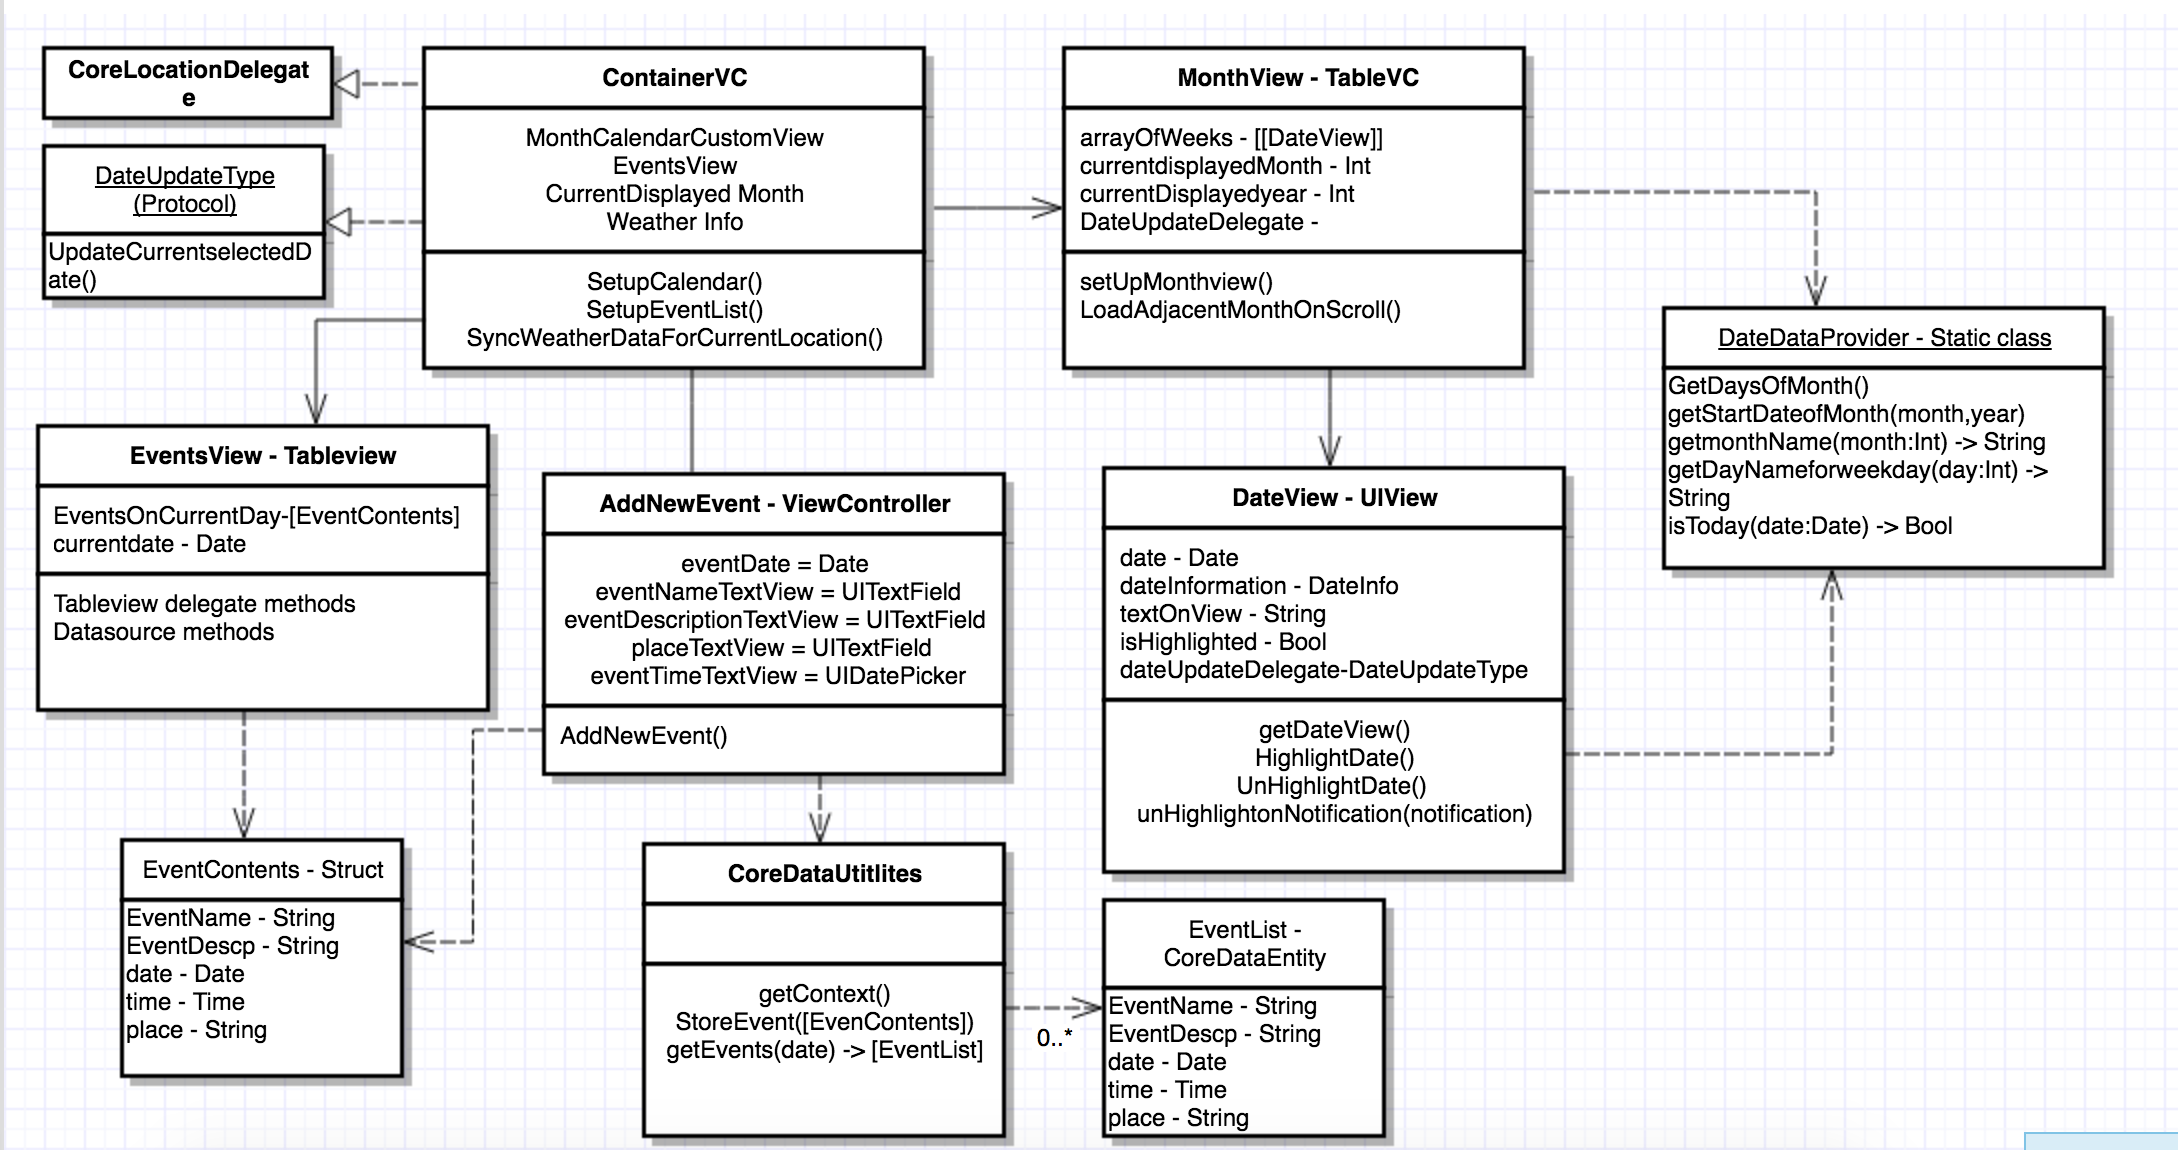 CoreLocationDelegat
e
DateUpdateType
(Protocol)
UpdateCurrentselectedD
ate()
ContainerVC
MonthCalendarCustomView
EventsView
CurrentDisplayed Month
Weather Info
SetupCalendar()
SetupEventList()
SyncWeatherDataForCurrentLocation()
MonthView - TableVC
arrayOfWeeks - [[DateView]]
currentdisplayedMonth - Int
currentDisplayedyear - Int
DateUpdateDelegate -
setUpMonthview()
LoadAdjacentMonthOnScroll()
DateDataProvider - Static class
GetDaysOfMonth()
getStartDateofMonth(month,year)
getmonthName(month:Int) -> String
getDayNameforweekday(day:Int) ->
String
isToday(date:Date) -> Bool
EventsView - Tableview
EventsOnCurrentDay-[EventContents]
currentdate - Date
Tableview delegate methods
Datasource methods
AddNewEvent - ViewController
eventDate = Date
eventNameTextView = UITextField
eventDescriptionTextView = UITextField
placeTextView = UITextField
eventTimeTextView = UIDatePicker
AddNewEvent()
DateView - UIView
date - Date
dateInformation - DateInfo
textOnView - String
isHighlighted - Bool
dateUpdateDelegate-DateUpdateType
getDateView()
HighlightDate()
UnHighlightDate()
unHighlightonNotification(notification)
EventContents - Struct
EventName - String
EventDescp - String
date - Date
time - Time
place - String
CoreDataUtitlites
getContext()
StoreEvent([EvenContents])
getEvents(date) -> [EventList]
0..*
EventList -
CoreDataEntity
EventName - String
EventDescp - String
date - Date
time - Time
place - String